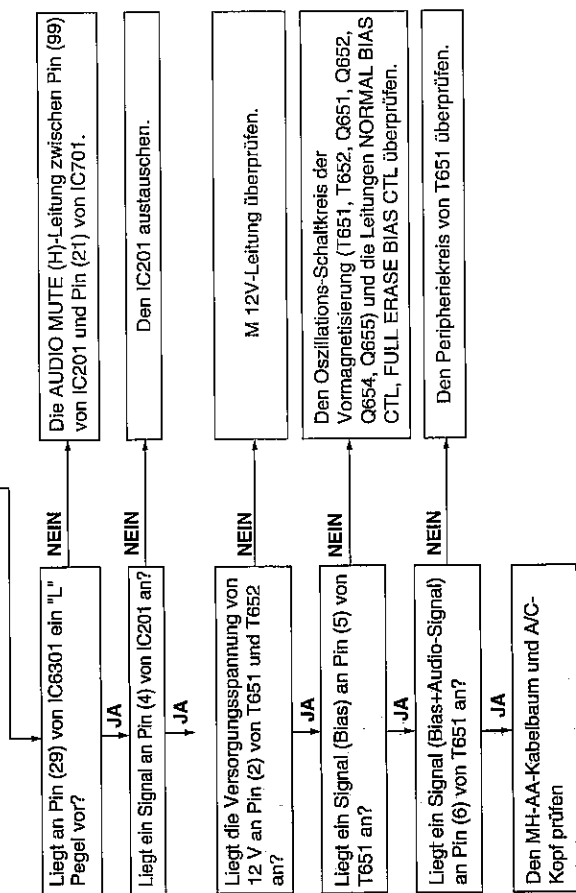 Liegt an Pin (29) von IC6301 ein "L"
Pegel vor?
NEIN
Die AUDIO MUTE (H)-Leitung zwischen Pin (99)
von IC201 und Pin (21) von IC701.
JA
Liegt ein Signal an Pin (4) von IC201 an?
NEIN
Den IC201 austauschen.
JA
Liegt die Versorgungsspannung von
12 V an Pin (2) von T651 und T652
an?
NEIN
M 12V-Leitung überprüfen.
JA
Liegt ein Signal (Bias) an Pin (5) von
T651 an?
NEIN
Den Oszillations-Schaltkreis der
Vormagnetisierung (T651, T652, Q651, Q652,
Q654, Q655) und die Leitungen NORMAL BIAS
CTL, FULL ERASE BIAS CTL überprüfen.
JA
Liegt ein Signal (Bias+Audio-Signal)
an Pin (6) von T651 an?
NEIN
Den Peripheriekreis von T651 überprüfen.
JA
Den MH-AA-Kabelbaum und A/C-
Kopf prüfen